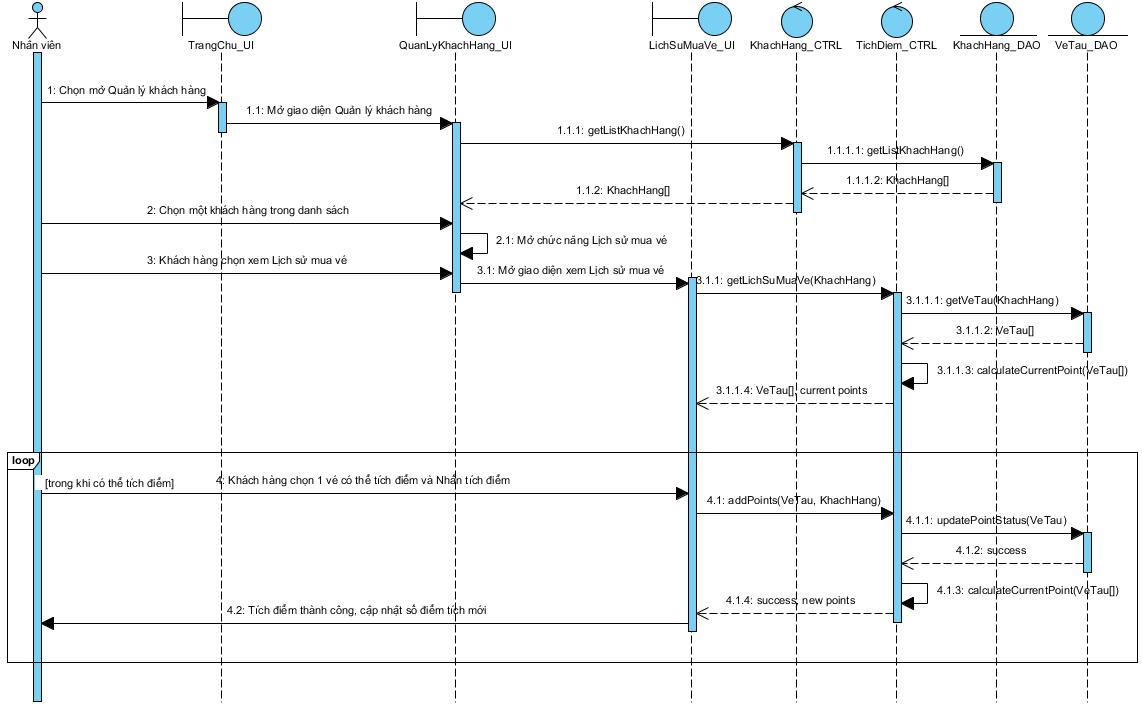 Nhân viên
TrangChu_UI
QuanLyKhachHang_UI
LichSuMuaVe_UI
KhachHang_CTRL
TichDiem_CTRL
KhachHang_DAO
VeTau_DAO
1: Chọn mở Quản lý khách hàng
1.1: Mở giao diện Quản lý khách hàng
1.1.1: getListKhachHang()
1.1.1.1: getListKhachHang()
1.1.1.2: KhachHang[]
1.1.2: KhachHang[]
2: Chọn một khách hàng trong danh sách
2.1: Mở chức năng Lịch sử mua vé
3: Khách hàng chọn xem Lịch sử mua vé
3.1: Mở giao diện xem Lịch sử mua vé
3.1.1: getLichSuMuaVe(KhachHang)
3.1.1.1: getVeTau(KhachHang)
3.1.1.2: VeTau[]
3.1.1.3: calculateCurrentPoint(VeTau[])
3.1.1.4: VeTau[], current points
loop
[trong khi có thể tích điểm]
4: Khách hàng chọn 1 vé có thể tích điểm và Nhấn tích điểm
4.1: addPoints(VeTau, KhachHang)
4.1.1: updatePointStatus(VeTau)
4.1.2: success
4.1.3: calculateCurrentPoint(VeTau[])
4.1.4: success, new points
4.2: Tích điểm thành công, cập nhật số điểm tích mới